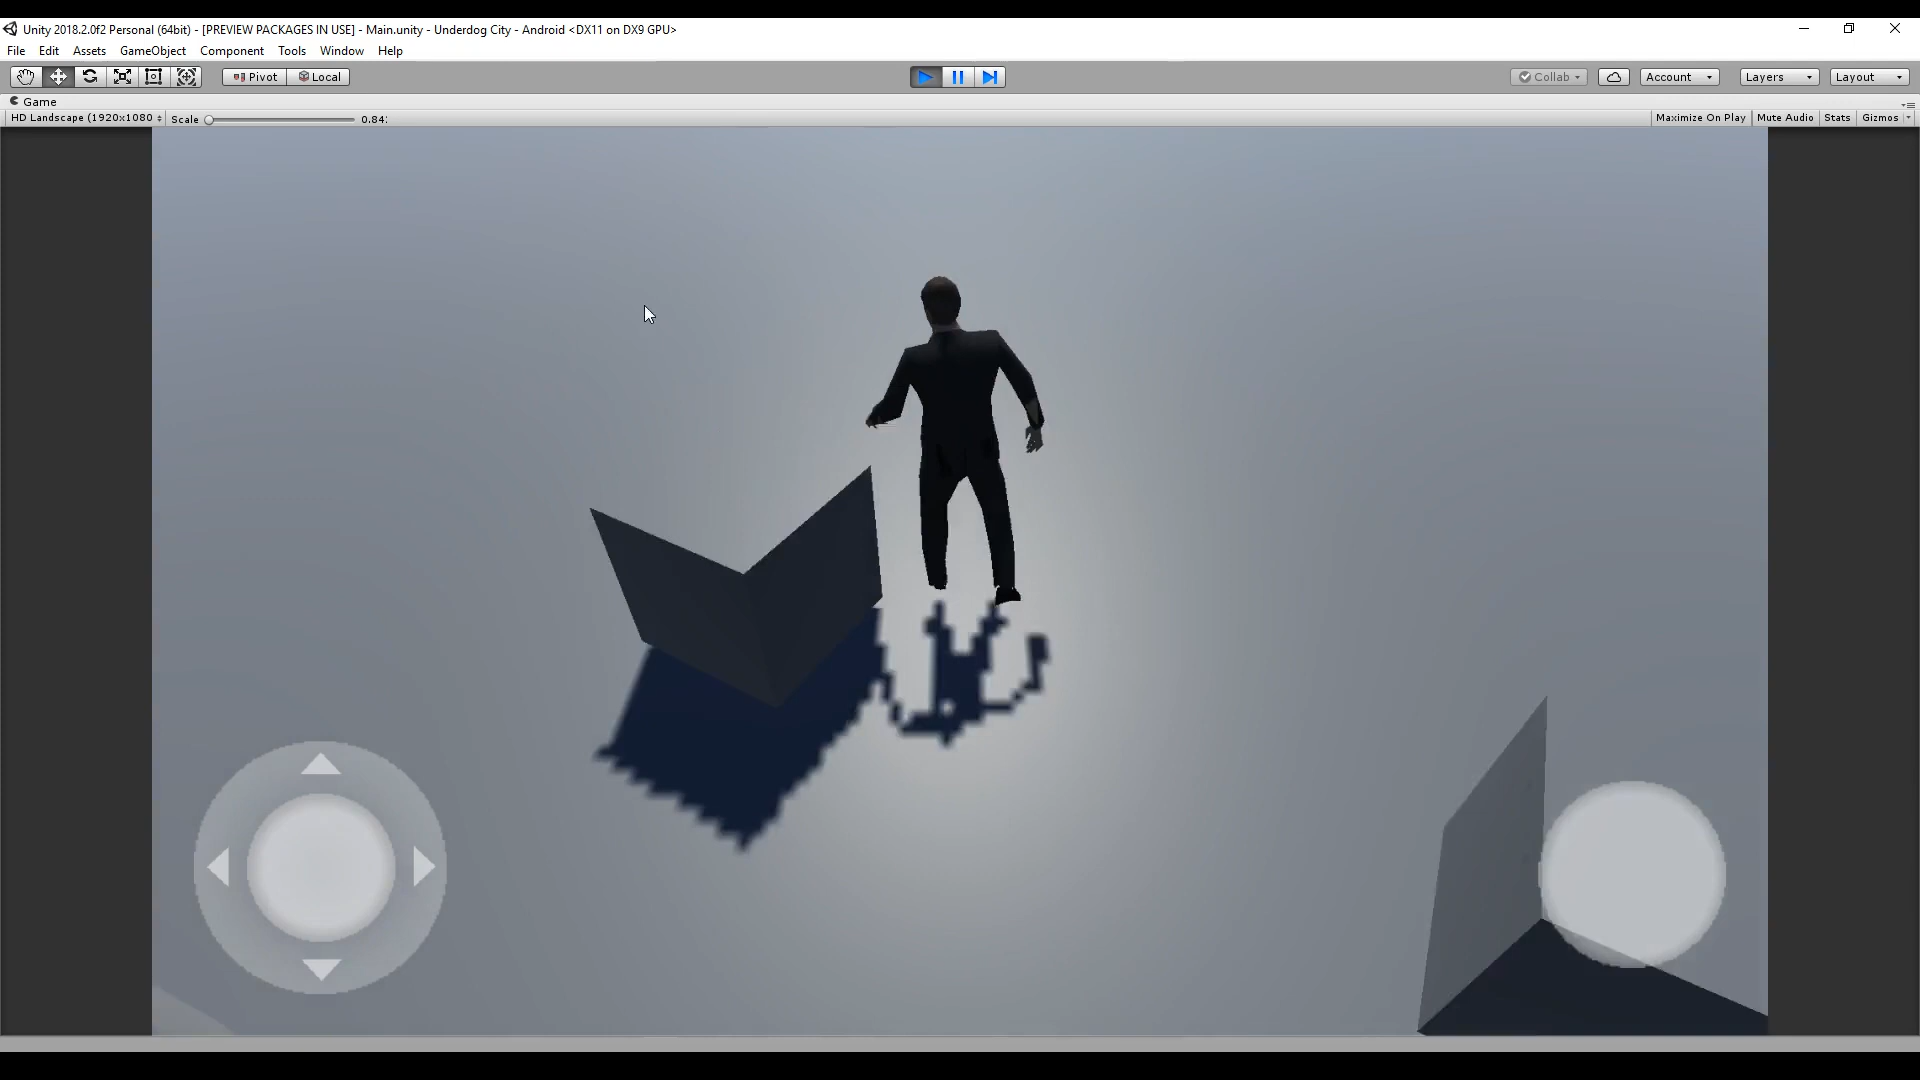 Unity 2018.2.0f2 Personal (64bit) - [PREVIEW PACKAGES IN USE] - Main.unity - Underdog City - Android <DX11 on DX9 GPU>
File Edit Assets GameObject Component Tools Window Help
Pivot Local Collab Account Layers Layout
Game
HD Landscape (1920x1080 Scale 0.84: Maximize On Play Mute Audio Stats Gizmos